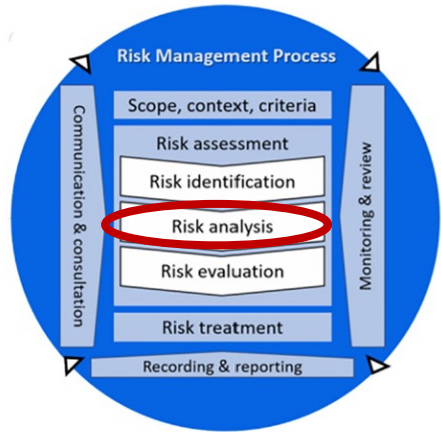 Risk Management Process
Scope, context, criteria
Risk assessment
Risk identification
Risk analysis
Risk evaluation
Risk treatment
Communication & consultation
Monitoring & review
Recording & reporting